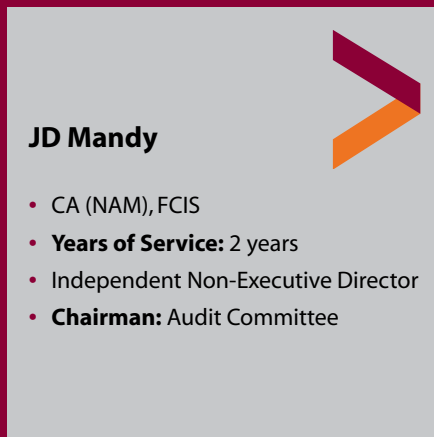 JD Mandy
• CA (NAM), FCIS
• Years of Service: 2 years
• Independent Non-Executive Director
• Chairman: Audit Committee